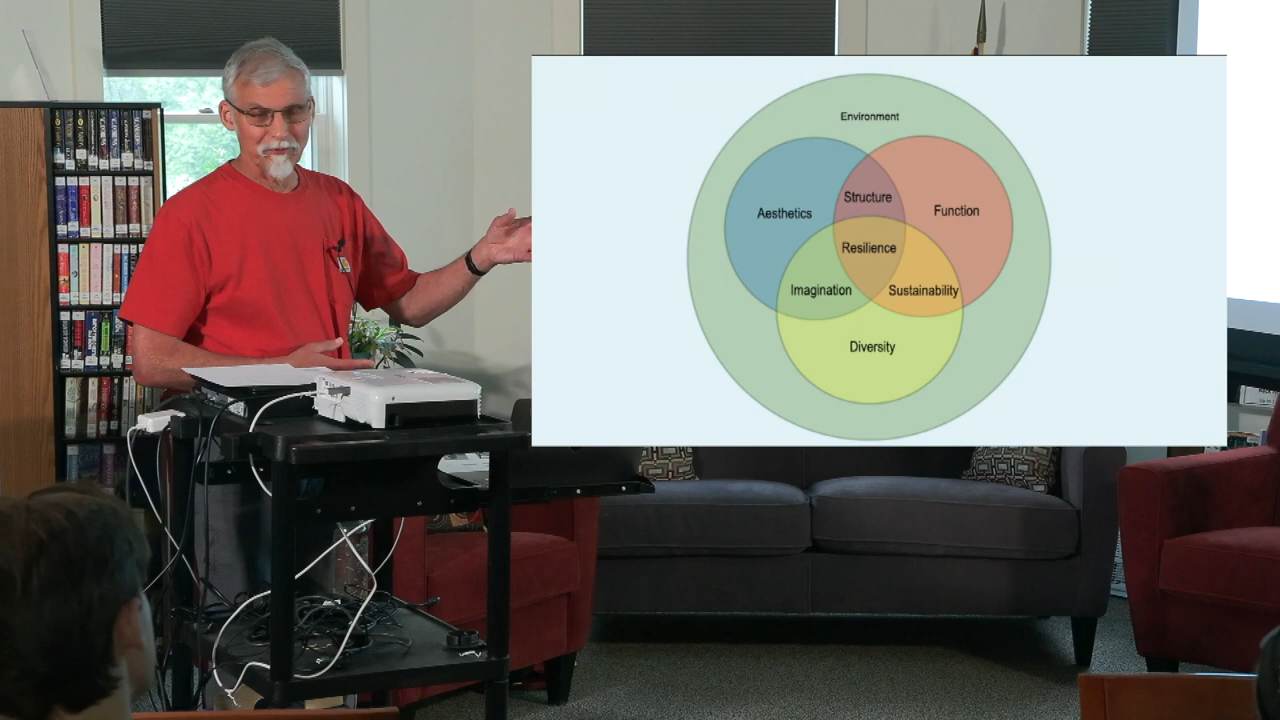 Environment
Structure
Aesthetics
Function
Resilience
Imagination
Sustainability
Diversity